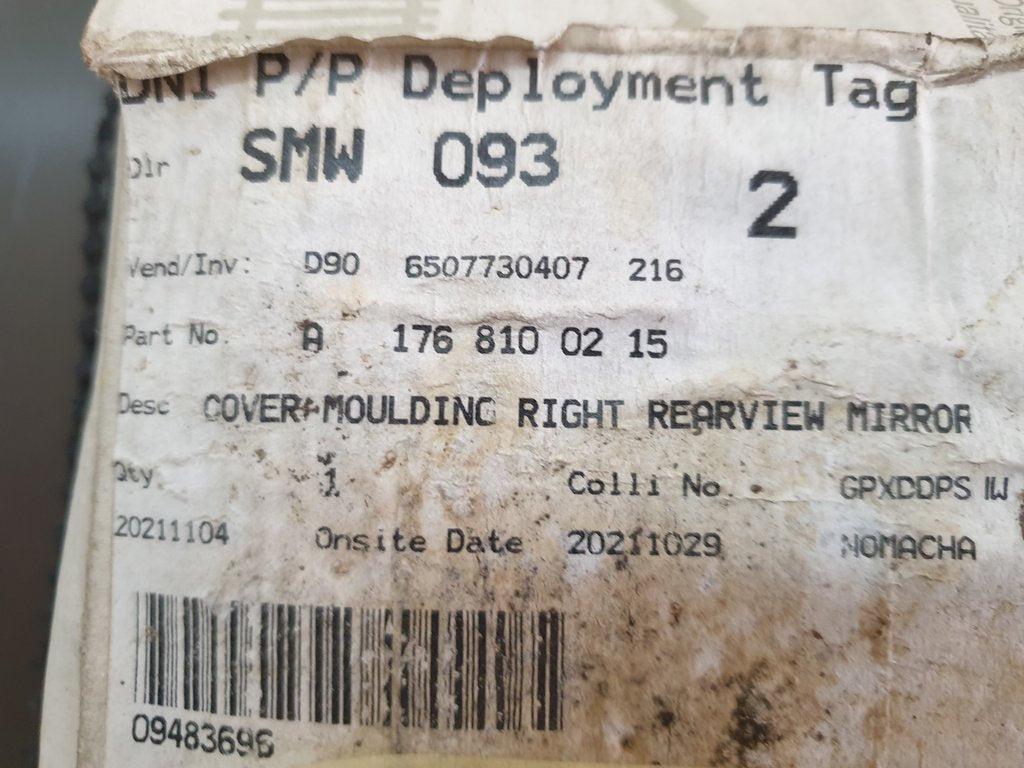 P/P Deployment Tag
Dlr SMW 093
2
Vend/Inv: D90 6507730407 216
Part No. A 176 810 02 15
Desc COVER+MOULDING RIGHT REARVIEW MIRROR
Qty. 1 Colli No. GPXDDPS IW
20211104 Onsite Date 20211029 NOMACHA
09483696